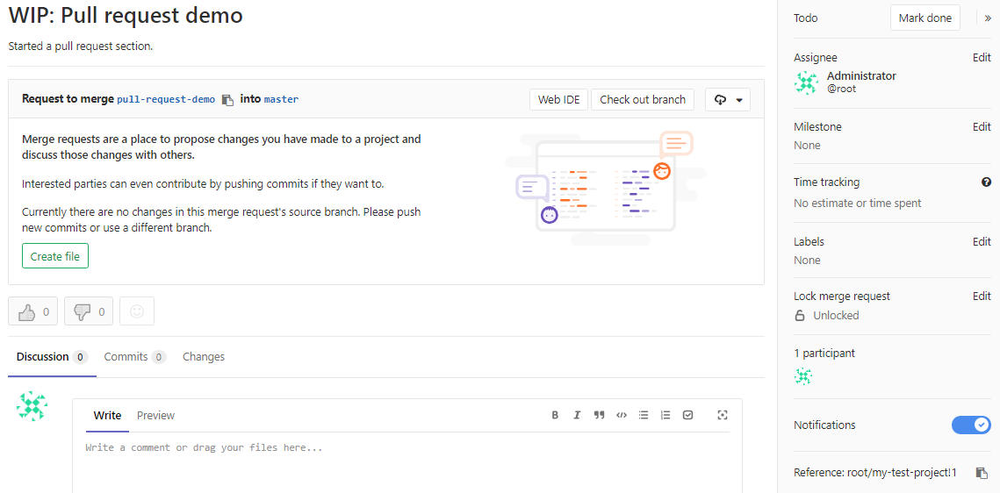 WIP: Pull request demo
Started a pull request section.
Request to merge pull-request-demo into master
Web IDE
Check out branch
Merge requests are a place to propose changes you have made to a project and
discuss those changes with others.
Interested parties can even contribute by pushing commits if they want to.
Currently there are no changes in this merge request's source branch. Please push
new commits or use a different branch.
Create file
0
0
Discussion 0
Commits 0
Changes
Write
Preview
B I
Write a comment or drag your files here...
Todo
Mark done
»
Assignee
Edit
Administrator
@root
Milestone
Edit
None
Time tracking
?
No estimate or time spent
Labels
Edit
None
Lock merge request
Edit
Unlocked
1 participant
Notifications
Reference: root/my-test-project!1